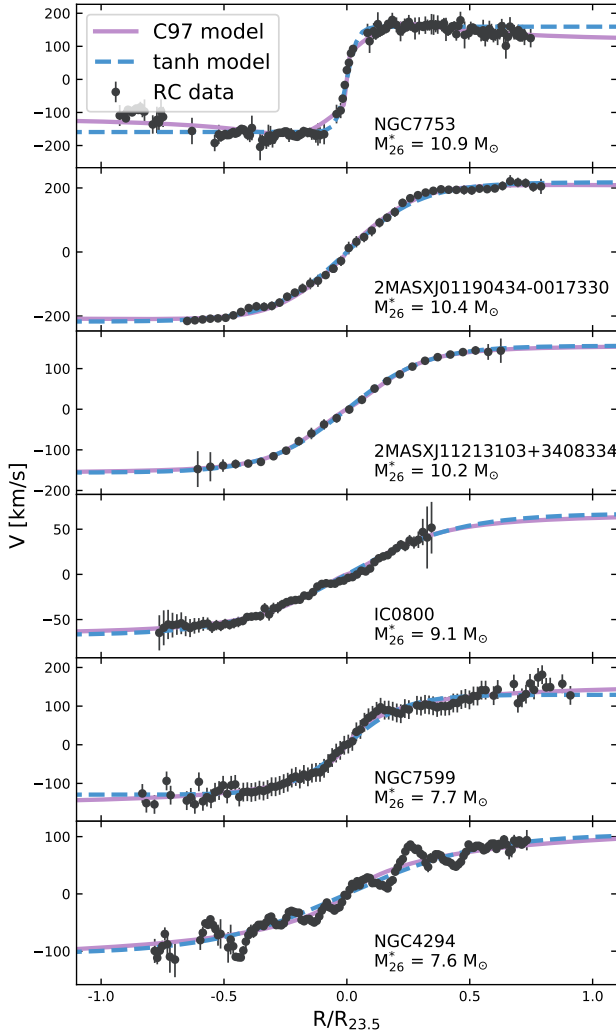 C97 model
tanh model
RC data
200
100
0
−100
−200
NGC7753
M*26 = 10.9 M⊙
200
0
−200
2MASXJ01190434-0017330
M*26 = 10.4 M⊙
100
0
−100
−200
2MASXJ11213103+3408334
M*26 = 10.2 M⊙
V [km/s]
50
0
−50
IC0800
M*26 = 9.1 M⊙
200
100
0
−100
NGC7599
M*26 = 7.7 M⊙
100
0
−100
NGC4294
M*26 = 7.6 M⊙
−1.0 −0.5 0.0 0.5 1.0
R/R23.5